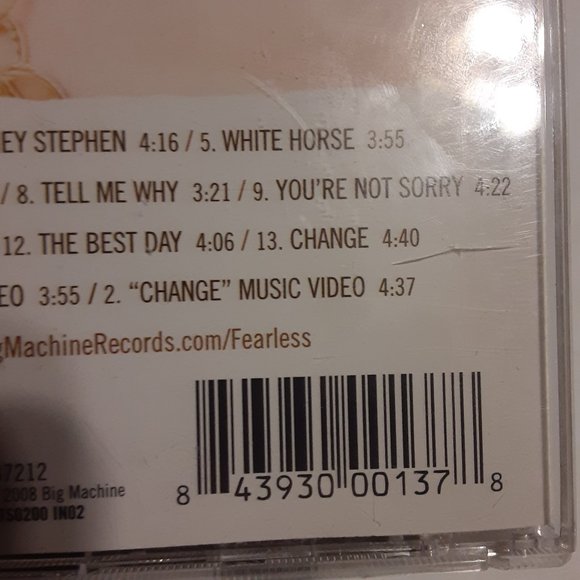 EY STEPHEN 4:16 / 5. WHITE HORSE 3:55
/ 8. TELL ME WHY 3:21 / 9. YOU'RE NOT SORRY 4:22
12. THE BEST DAY 4:06 / 13. CHANGE 4:40
EO 3:55 / 2. “CHANGE” MUSIC VIDEO 4:37
gMachineRecords.com/Fearless
7212
2008 Big Machine
TS0200 IN02
8 43930 00137 8